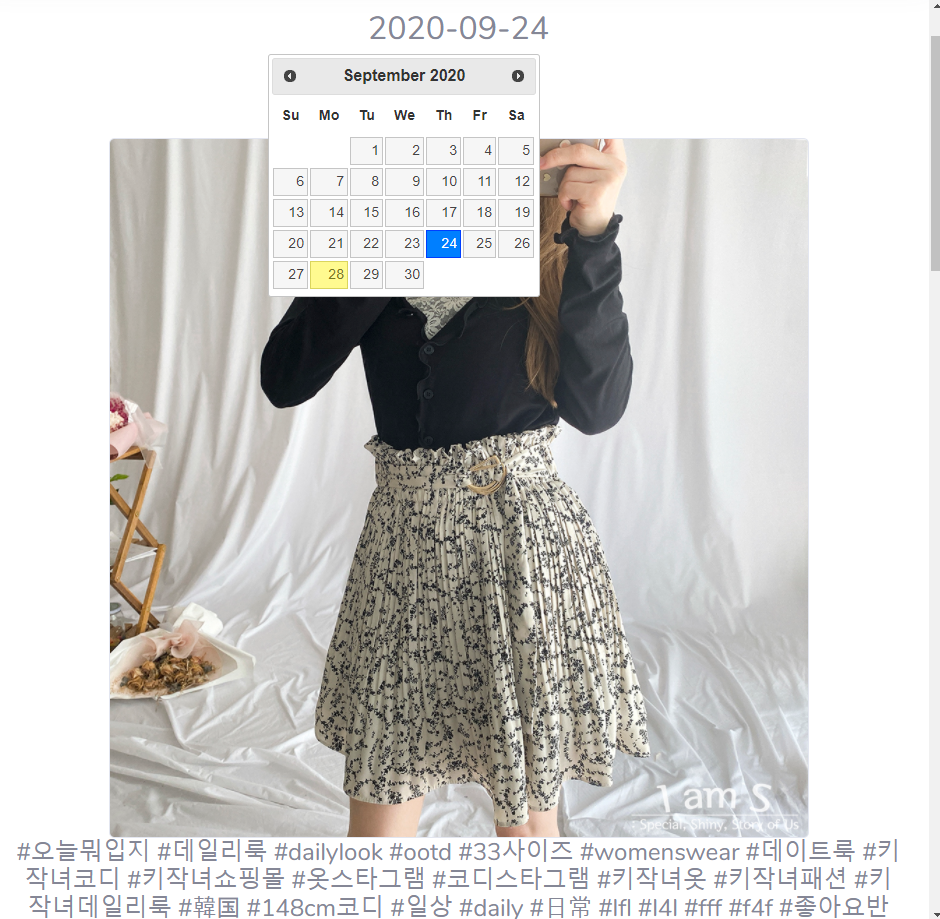 2020-09-24
September 2020
Su Mo Tu We Th Fr Sa
1 2 3 4 5
6 7 8 9 10 11 12
13 14 15 16 17 18 19
20 21 22 23 24 25 26
27 28 29 30
I am S
: Special, Shiny, Story of Us
#오늘뭐입지 #데일리룩 #dailylook #ootd #33사이즈 #womenswear #데이트룩 #키
작녀코디 #키작녀쇼핑몰 #옷스타그램 #코디스타그램 #키작녀옷 #키작녀패션 #키
작녀데일리룩 #韓国 #148cm코디 #일상 #daily #日常 #lfl #l4l #fff #f4f #좋아요반